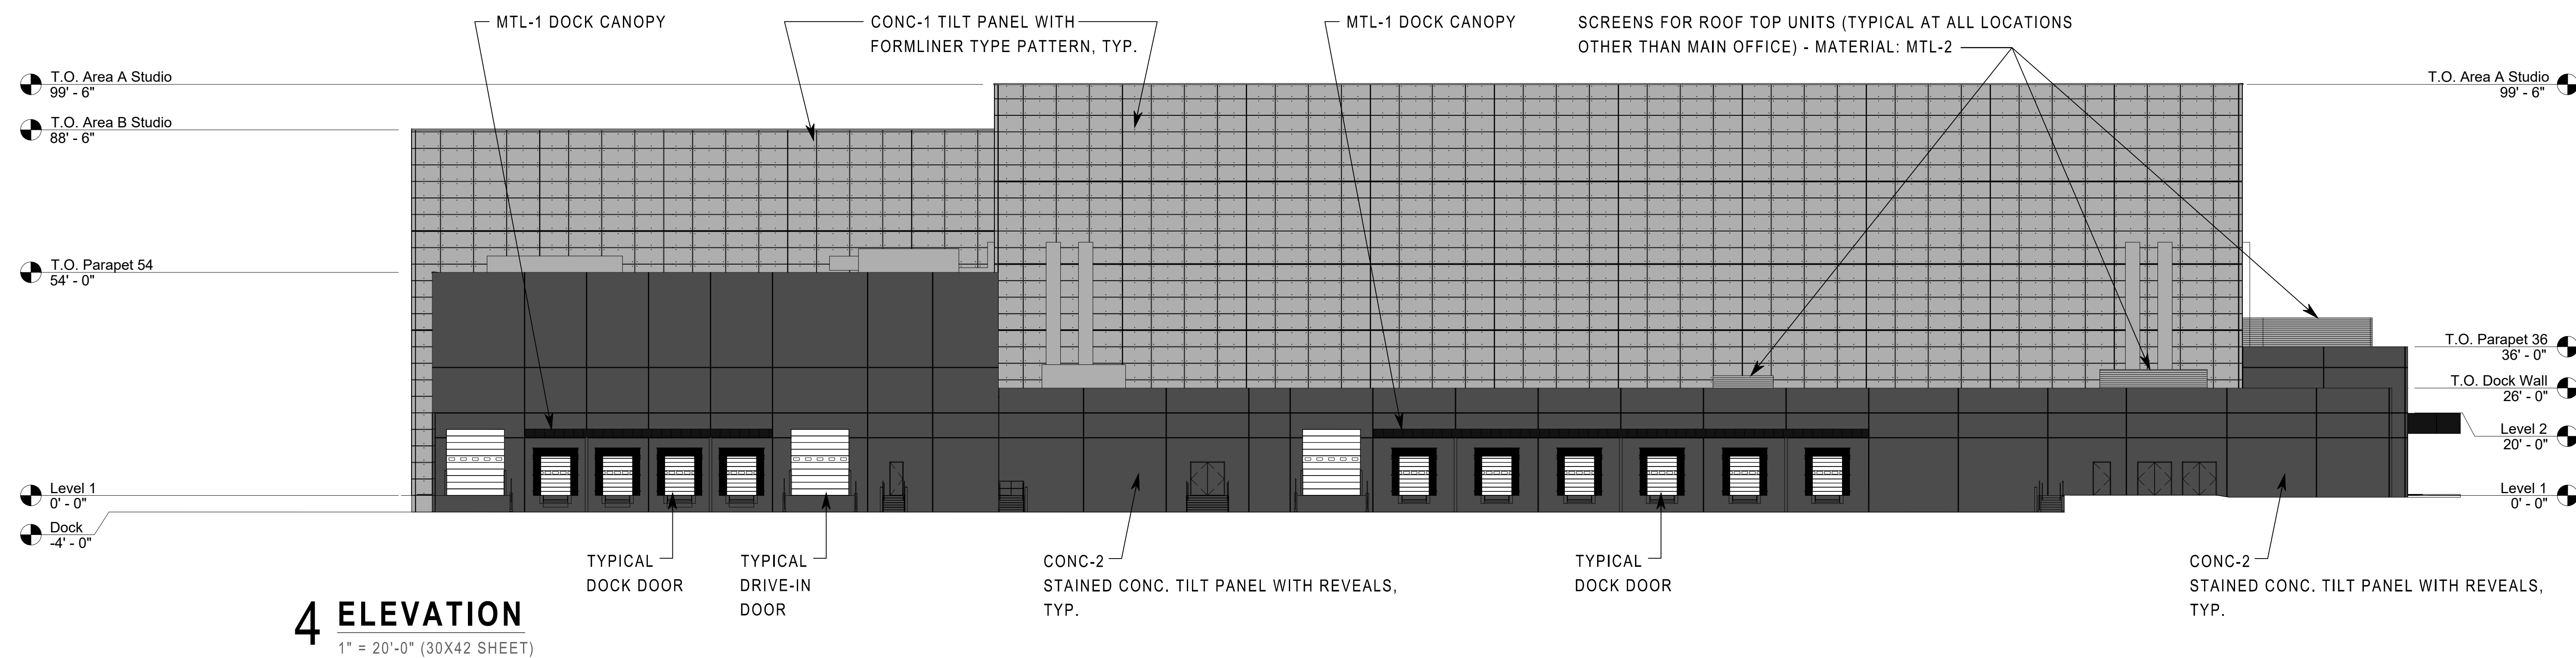 MTL-1 DOCK CANOPY
CONC-1 TILT PANEL WITH
FORMLINER TYPE PATTERN, TYP.
MTL-1 DOCK CANOPY
SCREENS FOR ROOF TOP UNITS (TYPICAL AT ALL LOCATIONS
OTHER THAN MAIN OFFICE) - MATERIAL: MTL-2
T.O. Area A Studio
99' - 6"
T.O. Area B Studio
88' - 6"
T.O. Parapet 54
54' - 0"
Level 1
0' - 0"
Dock
-4' - 0"
T.O. Area A Studio
99' - 6"
T.O. Parapet 36
36' - 0"
T.O. Dock Wall
26' - 0"
Level 2
20' - 0"
Level 1
0' - 0"
TYPICAL
DOCK DOOR
TYPICAL
DRIVE-IN
DOOR
CONC-2
STAINED CONC. TILT PANEL WITH REVEALS,
TYP.
TYPICAL
DOCK DOOR
CONC-2
STAINED CONC. TILT PANEL WITH REVEALS,
TYP.
4 ELEVATION
1" = 20'-0" (30X42 SHEET)